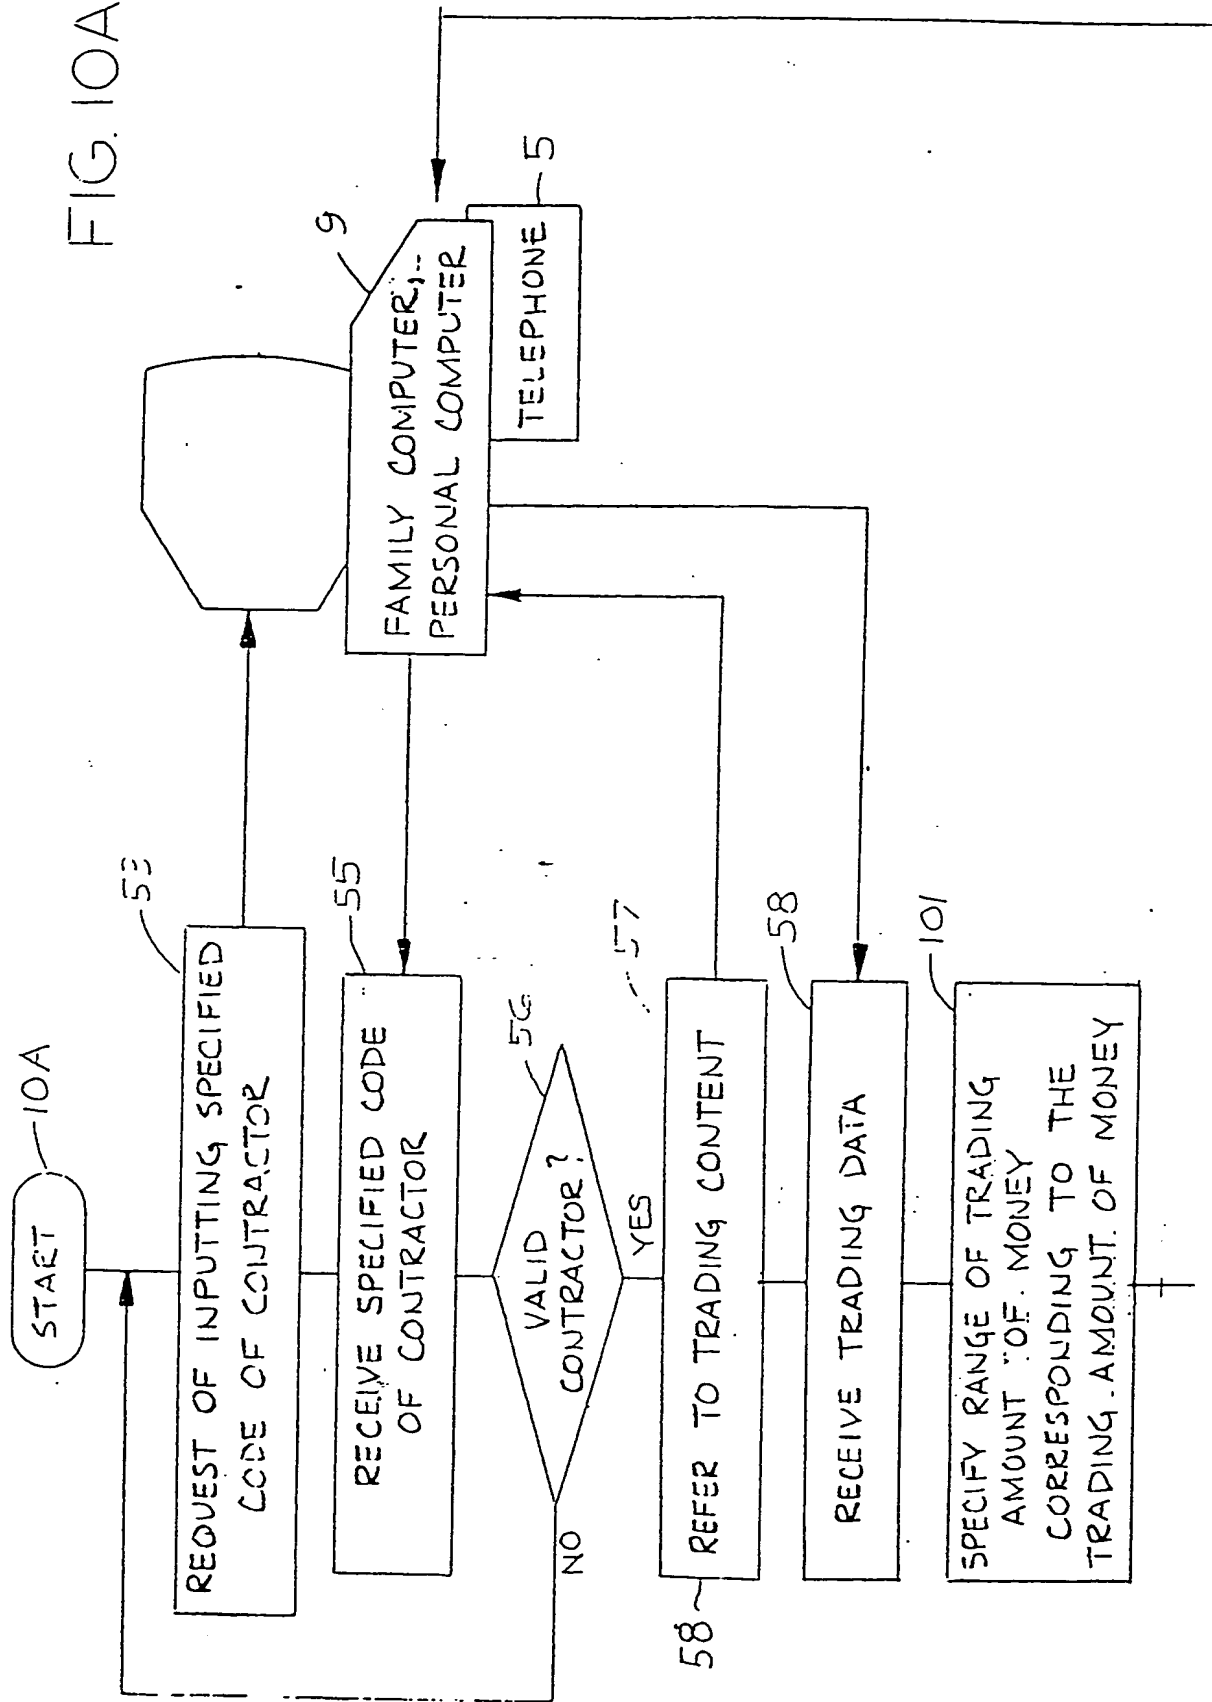 FIG. 10A
START
10A
REQUEST OF INPUTTING SPECIFIED
CODE OF CONTRACTOR
53
RECEIVE SPECIFIED CODE
OF CONTRACTOR
55
VALID
CONTRACTOR?
56
NO
YES
REFER TO TRADING CONTENT
57
58
RECEIVE TRADING DATA
58
SPECIFY RANGE OF TRADING
AMOUNT OF MONEY
CORRESPONDING TO THE
TRADING AMOUNT OF MONEY
101
FAMILY COMPUTER,
PERSONAL COMPUTER
9
TELEPHONE
5